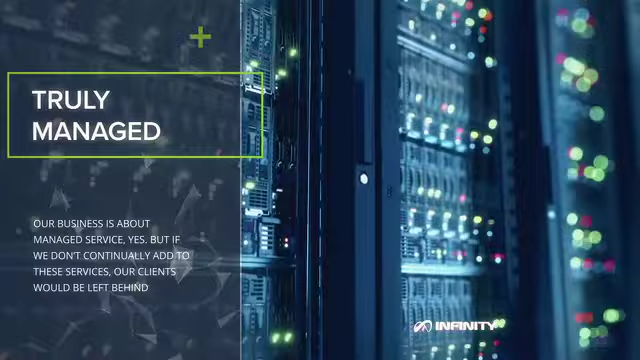 TRULY
MANAGED
OUR BUSINESS IS ABOUT
MANAGED SERVICE, YES. BUT IF
WE DON'T CONTINUALLY ADD TO
THESE SERVICES, OUR CLIENTS
WOULD BE LEFT BEHIND
INFINITY